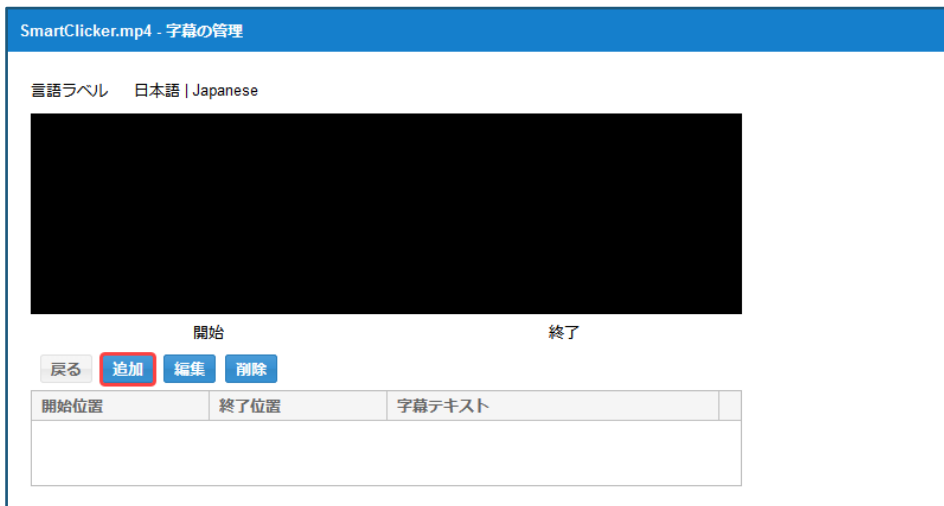 SmartClicker.mp4 - 字幕の管理
言語ラベル 日本語 | Japanese
開始 終了
戻る 追加 編集 削除
開始位置 終了位置 字幕テキスト